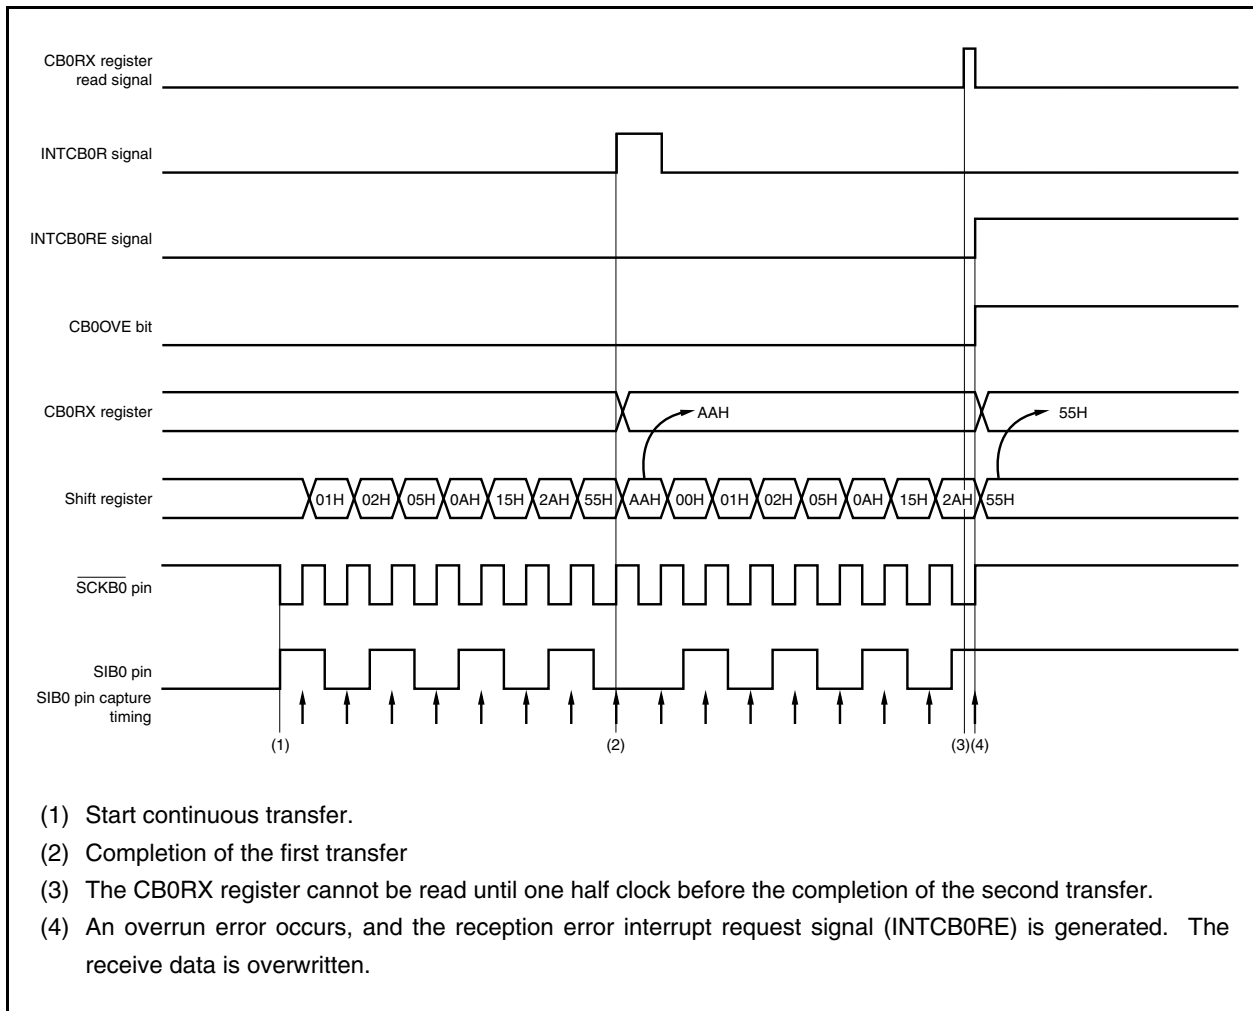 CB0RX register
read signal
INTCB0R signal
INTCB0RE signal
CB0OVE bit
CB0RX register
AAH
55H
Shift register
01H 02H 05H 0AH 15H 2AH 55H AAH 00H 01H 02H 05H 0AH 15H 2AH 55H
SCKB0 pin
SIB0 pin
SIB0 pin capture
timing
(1) (2) (3) (4)
(1) Start continuous transfer.
(2) Completion of the first transfer
(3) The CB0RX register cannot be read until one half clock before the completion of the second transfer.
(4) An overrun error occurs, and the reception error interrupt request signal (INTCB0RE) is generated. The
receive data is overwritten.